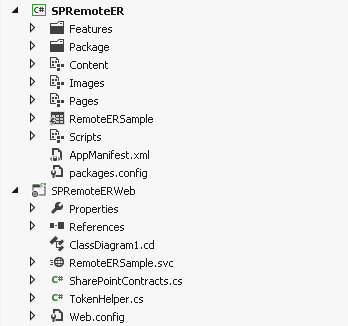 SPRemoteER
Features
Package
Content
Images
Pages
RemoteERSample
Scripts
AppManifest.xml
packages.config
SPRemoteERWeb
Properties
References
ClassDiagram1.cd
RemoteERSample.svc
C# SharePointContracts.cs
C# TokenHelper.cs
Web.config